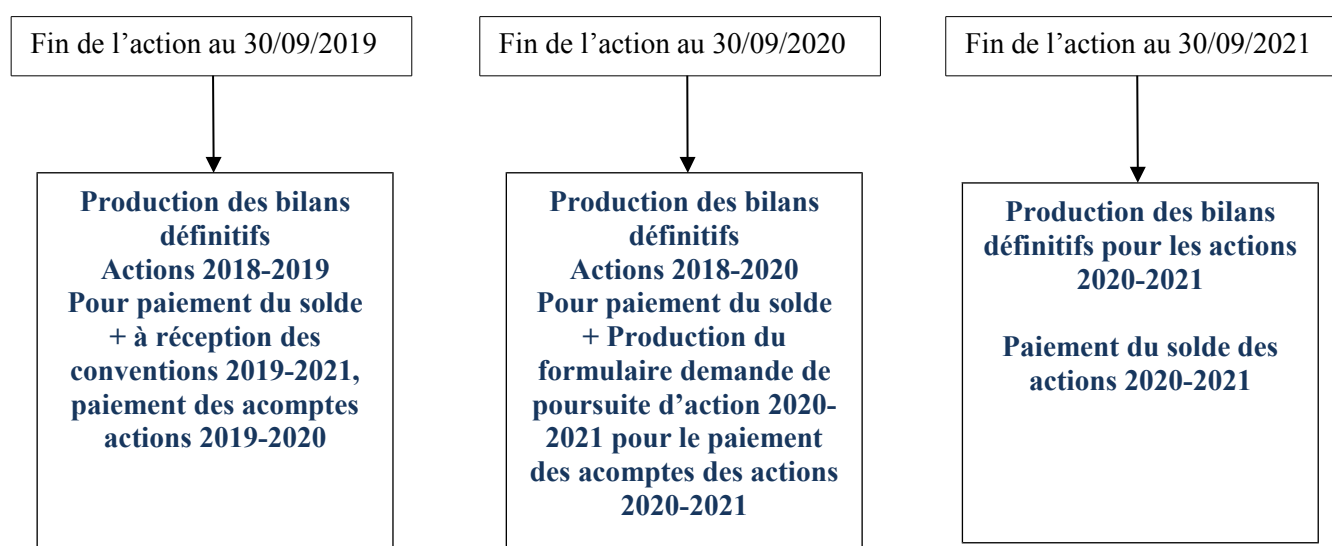 Fin de l’action au 30/09/2019
Fin de l’action au 30/09/2020
Fin de l’action au 30/09/2021
Production des bilans
définitifs
Actions 2018-2019
Pour paiement du solde
+ à réception des
conventions 2019-2021,
paiement des acomptes
actions 2019-2020
Production des bilans
définitifs
Actions 2018-2020
Pour paiement du solde
+ Production du
formulaire demande de
poursuite d’action 2020-
2021 pour le paiement
des acomptes des actions
2020-2021
Production des bilans
définitifs pour les actions
2020-2021
Paiement du solde des
actions 2020-2021